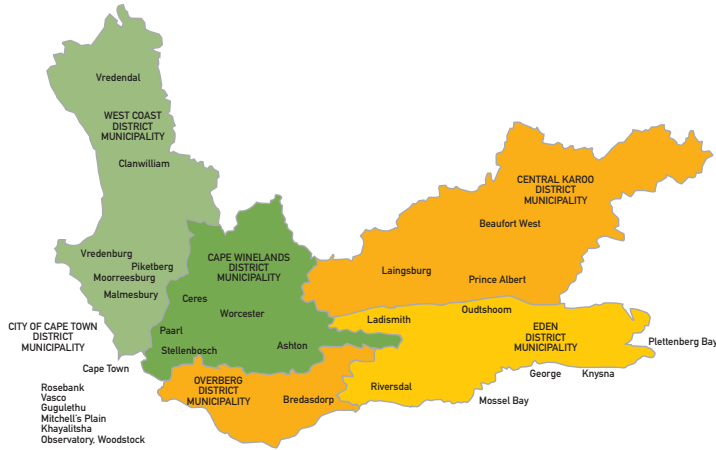 Vredendal
WEST COAST
DISTRICT
MUNICIPALITY
Clanwilliam
Vredenburg
Piketberg
Moorreesburg
Malmesbury
CITY OF CAPE TOWN
DISTRICT
MUNICIPALITY
Cape Town
Rosebank
Vasco
Gugulethu
Mitchell's Plain
Khayalitsha
Observatory, Woodstock
CAPE WINELANDS
DISTRICT
MUNICIPALITY
Ceres
Worcester
Paarl
Stellenbosch
Ashton
OVERBERG
DISTRICT
MUNICIPALITY
Bredasdorp
CENTRAL KAROO
DISTRICT
MUNICIPALITY
Beaufort West
Laingsburg
Prince Albert
Oudtshoom
Ladismith
EDEN
DISTRICT
MUNICIPALITY
Plettenberg Bay
George
Knysna
Riversdal
Mossel Bay